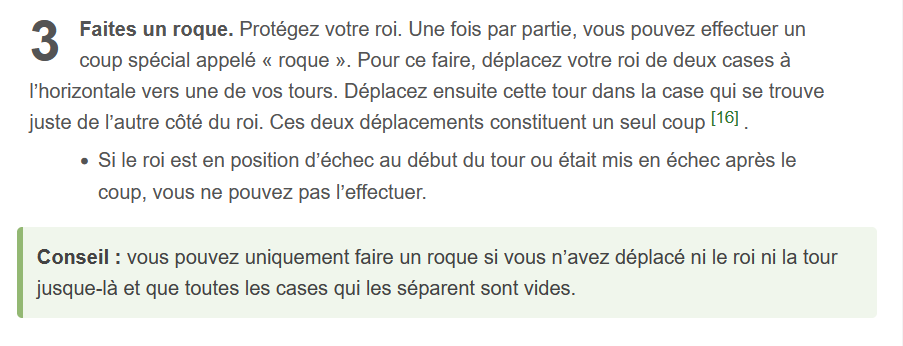 3 Faites un roque. Protégez votre roi. Une fois par partie, vous pouvez effectuer un
coup spécial appelé « roque ». Pour ce faire, déplacez votre roi de deux cases à
l’horizontale vers une de vos tours. Déplacez ensuite cette tour dans la case qui se trouve
juste de l’autre côté du roi. Ces deux déplacements constituent un seul coup [16] .
• Si le roi est en position d’échec au début du tour ou était mis en échec après le
coup, vous ne pouvez pas l’effectuer.
Conseil : vous pouvez uniquement faire un roque si vous n’avez déplacé ni le roi ni la tour
jusque-là et que toutes les cases qui les séparent sont vides.